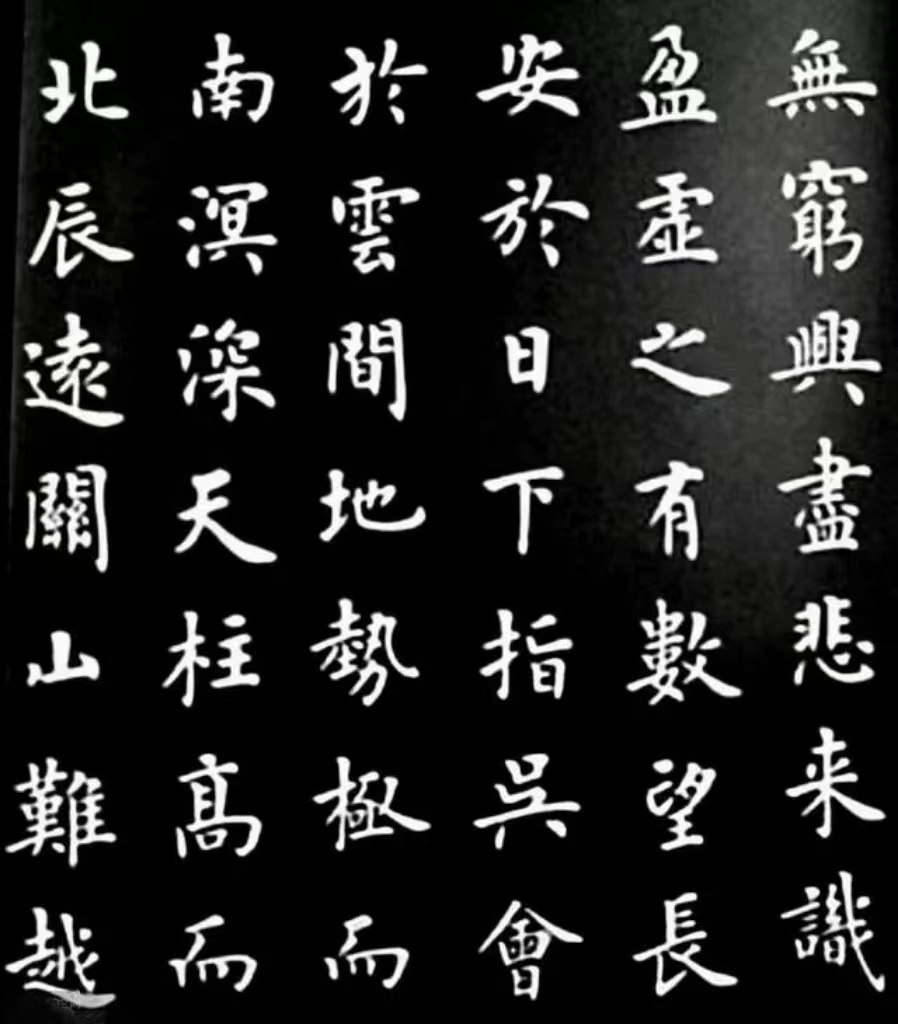 無窮興盡悲来識
盈虛之有數望長
安於日下指吳會
於雲間地勢極而
南溟深天柱髙而
北辰遠關山難越